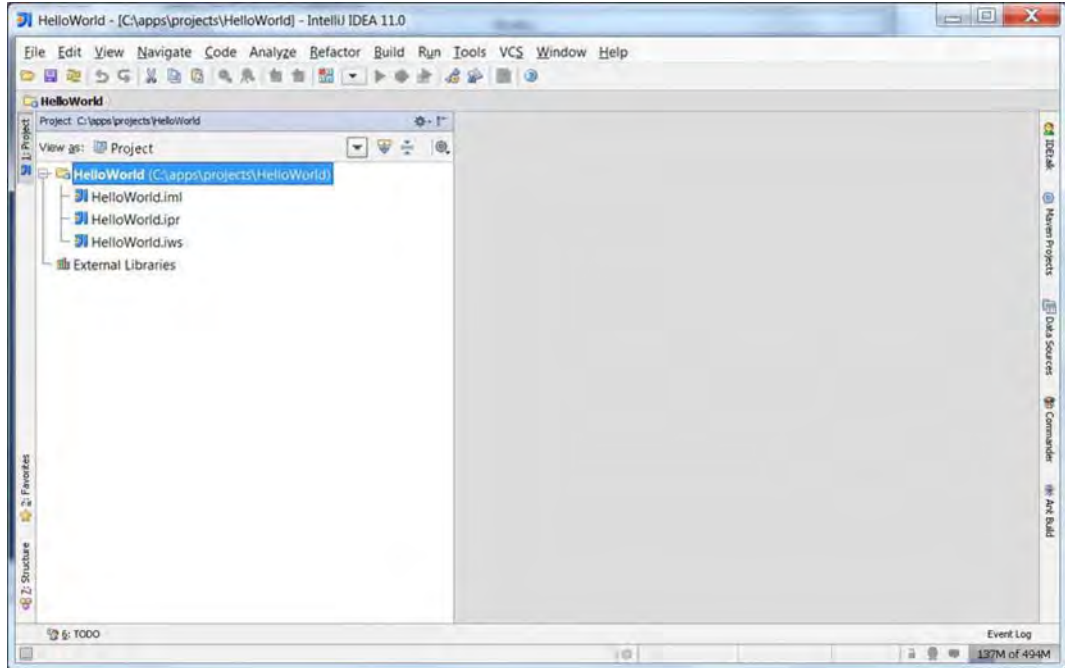 HelloWorld - [C:\apps\projects\HelloWorld] - IntelliJ IDEA 11.0
File Edit View Navigate Code Analyze Refactor Build Run Tools VCS Window Help
HelloWorld
Project C:\apps\projects\HelloWorld
View as: Project
HelloWorld (C:\apps\projects\HelloWorld)
HelloWorld.iml
HelloWorld.ipr
HelloWorld.iws
External Libraries
1: Project
2: Favorites
7: Structure
IDEtalk
Maven Projects
Data Sources
Commander
Ant Build
6: TODO
Event Log
137M of 494M